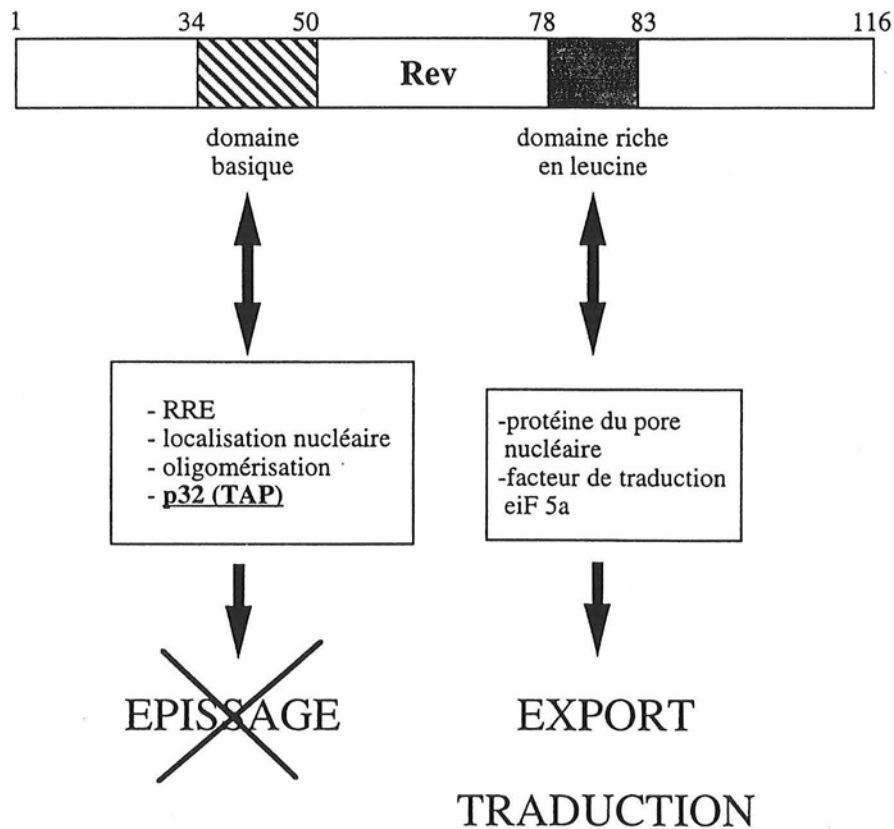 1 34 50 78 83 116
Rev
domaine
basique
domaine riche
en leucine
- RRE
- localisation nucléaire
- oligomérisation
- p32 (TAP)
-protéine du pore
nucléaire
-facteur de traduction
eiF 5a
EPISSAGE
EXPORT
TRADUCTION